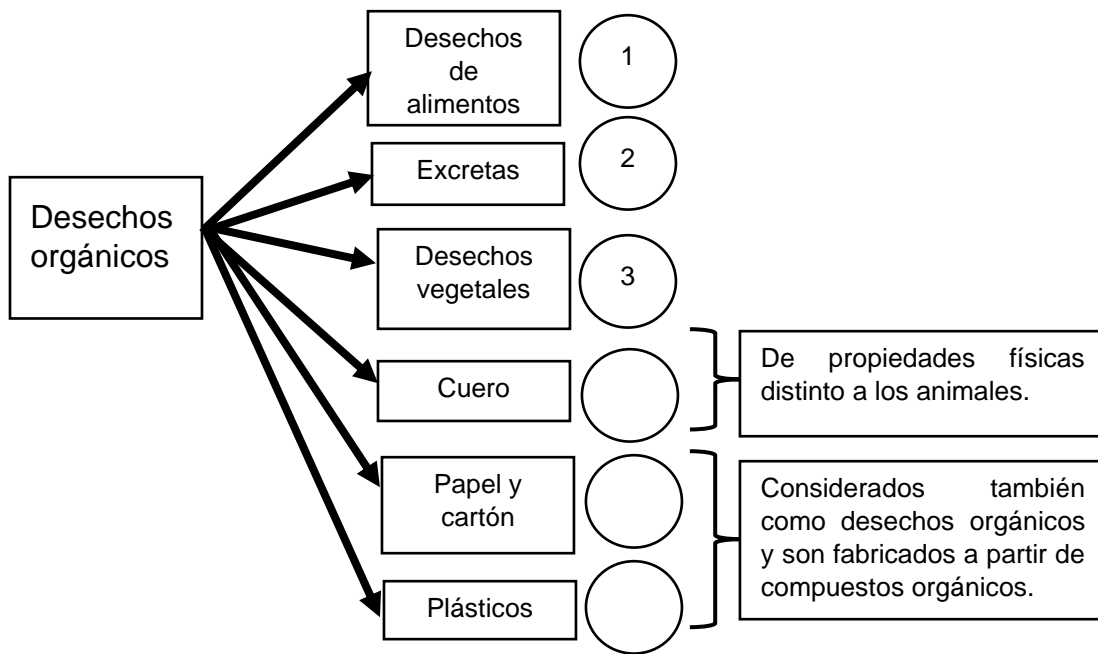 Desechos
de
alimentos
1
Excretas
2
Desechos
orgánicos
Desechos
vegetales
3
Cuero
De propiedades físicas
distinto a los animales.
Papel y
cartón
Considerados también
como desechos orgánicos
y son fabricados a partir de
compuestos orgánicos.
Plásticos